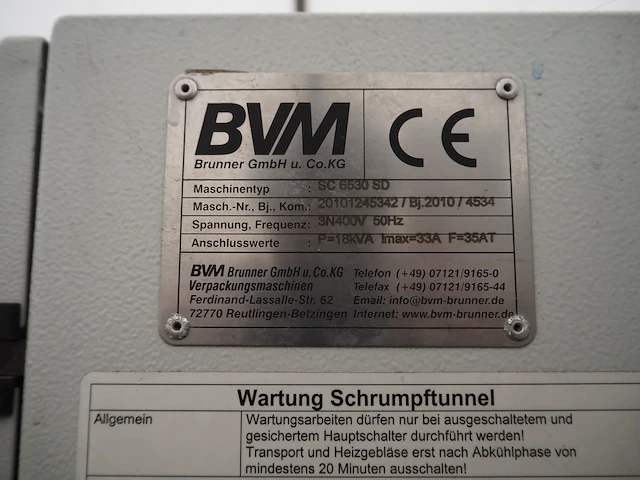 BVM
Brunner GmbH u. Co.KG
CE
Maschinentyp : SC 6530 SD
Masch.-Nr., Bj., Kom.: 20101245342 / Bj.2010 / 4534
Spannung, Frequenz: 3N400V 50Hz
Anschlusswerte : P=18kVA Imax=33A F=35AT
BVM Brunner GmbH u.Co.KG Telefon (+49) 07121/9165-0
Verpackungsmaschinen Telefax (+49) 07121/9165-44
Ferdinand-Lassalle-Str. 62 Email: info@bvm-brunner.de
72770 Reutlingen-Betzingen Internet: www.bvm-brunner.de
Wartung Schrumpftunnel
Allgemein Wartungsarbeiten dürfen nur bei ausgeschaltetem und
gesichertem Hauptschalter durchführt werden!
Transport und Heizgebläse erst nach Abkühlphase von
mindestens 20 Minuten ausschalten!